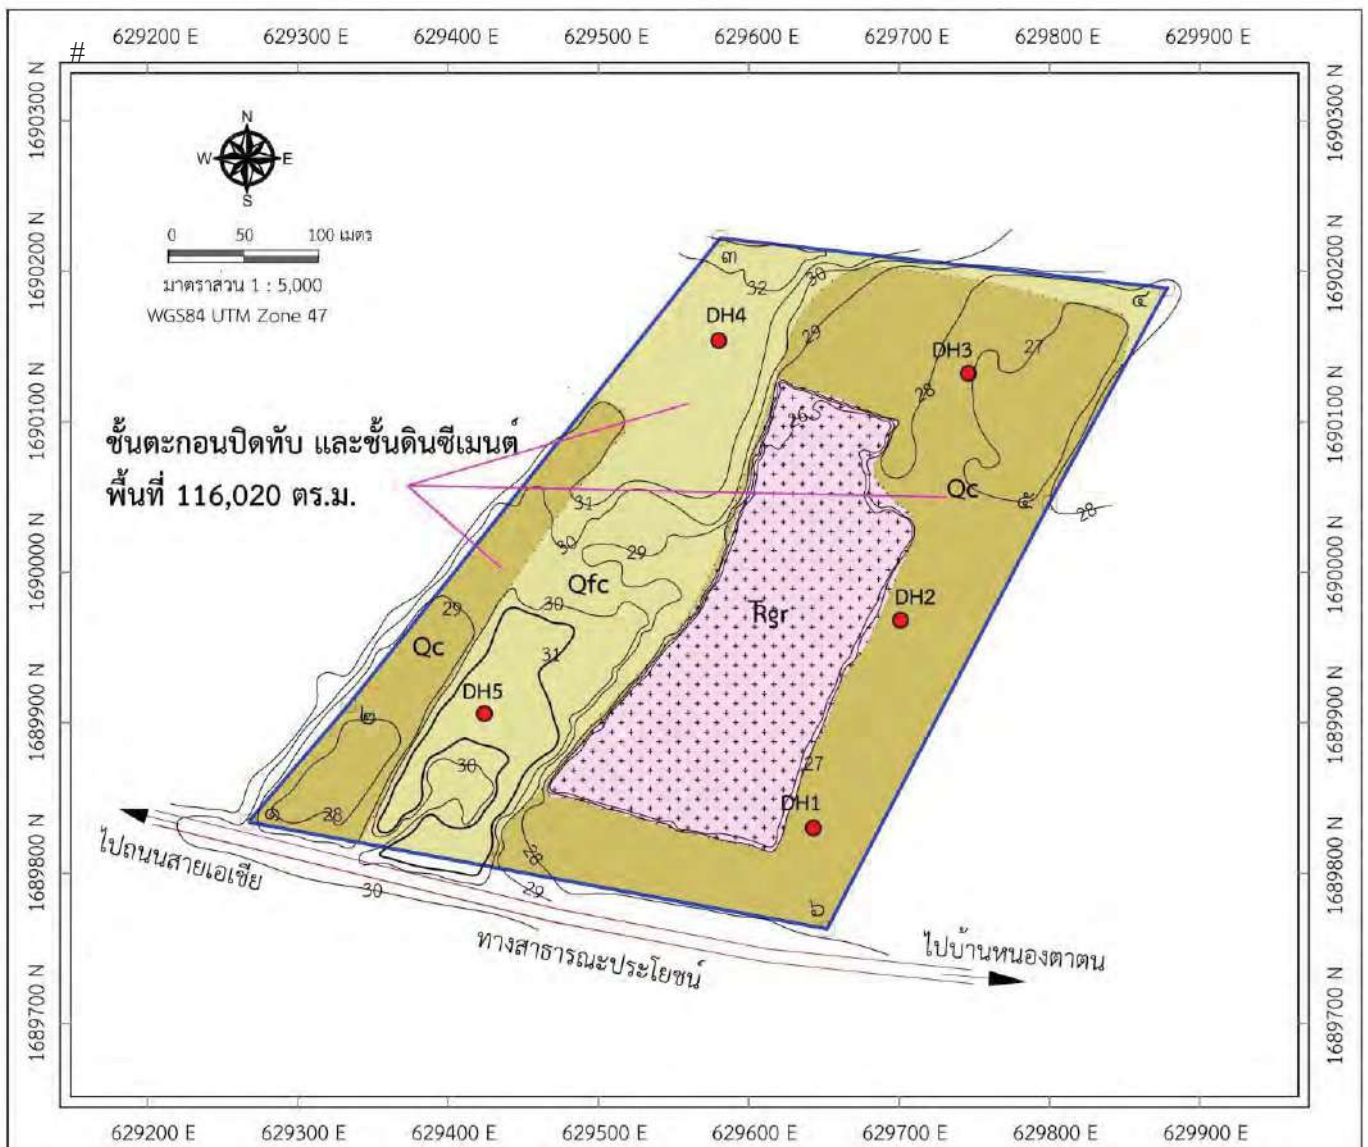 629200 E 629300 E 629400 E 629500 E 629600 E 629700 E 629800 E 629900 E
#
1690300 N
1690200 N
1690100 N
1690000 N
1689900 N
1689800 N
1689700 N
1690300 N
1690200 N
1690100 N
1690000 N
1689900 N
1689800 N
1689700 N
N
W E
S
0 50 100 เมตร
มาตราส่วน 1 : 5,000
WGS84 UTM Zone 47
๓
32
30
๔
DH4
29
DH3
27
28
26
ชั้นตะกอนปิดทับ และชั้นดินซีเมนต์
พื้นที่ 116,020 ตร.ม.
31
Qc
๕
28
30
29
Qfc
30
29
Rgr
DH2
Qc
31
DH5
๒
30
27
DH1
๑
28
28
29
30
๖
ไปถนนสายเอเซีย
ทางสาธารณะประโยชน์
ไปบ้านหนองตาตน
629200 E 629300 E 629400 E 629500 E 629600 E 629700 E 629800 E 629900 E